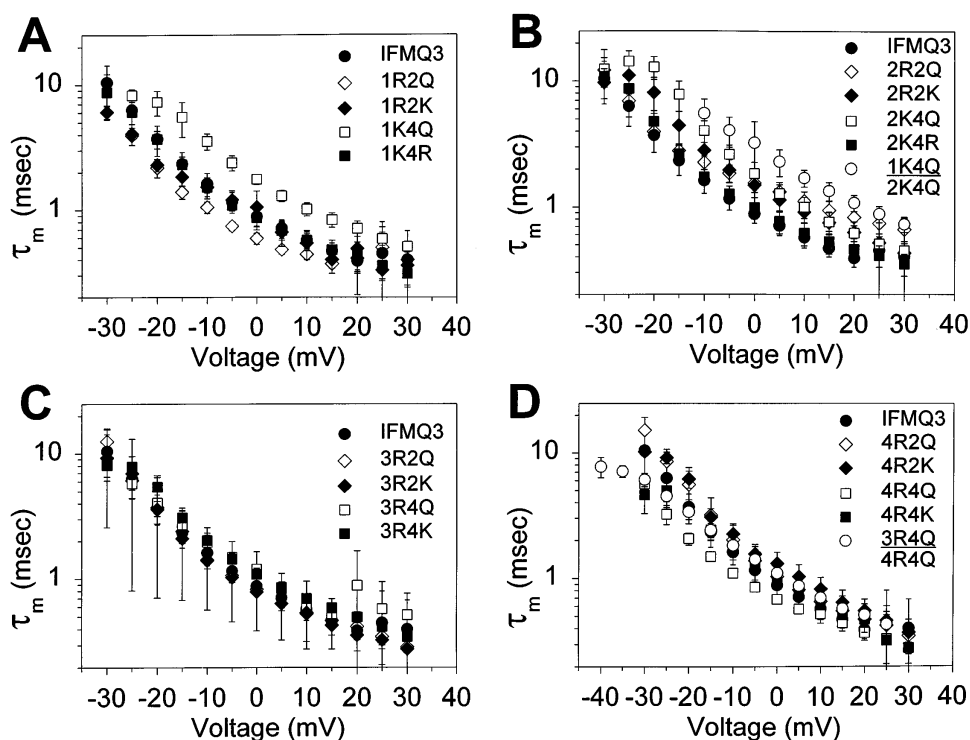 A
IFMQ3
1R2Q
1R2K
1K4Q
1K4R
10
1
τm (msec)
-30 -20 -10 0 10 20 30 40
Voltage (mV)
B
IFMQ3
2R2Q
2R2K
2K4Q
2K4R
1K4Q
2K4Q
10
1
τm (msec)
-30 -20 -10 0 10 20 30 40
Voltage (mV)
C
IFMQ3
3R2Q
3R2K
3R4Q
3R4K
10
1
τm (msec)
-30 -20 -10 0 10 20 30 40
Voltage (mV)
D
IFMQ3
4R2Q
4R2K
4R4Q
4R4K
3R4Q
4R4Q
10
1
τm (msec)
-40 -30 -20 -10 0 10 20 30 40
Voltage (mV)